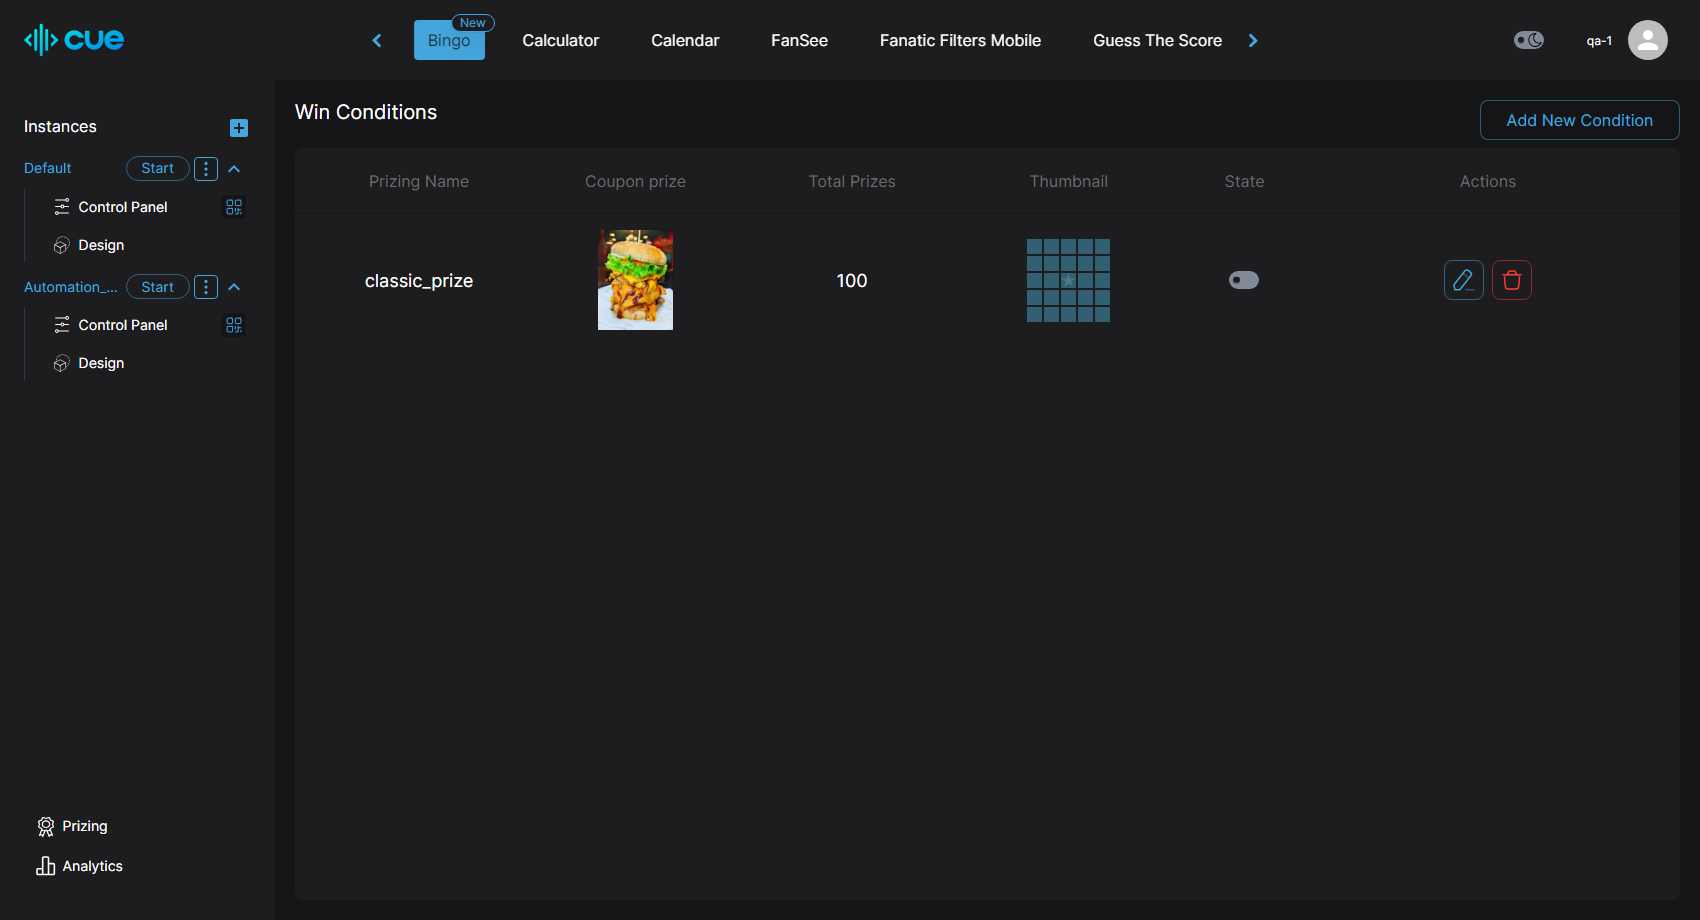 cue
New
Bingo
Calculator
Calendar
FanSee
Fanatic Filters Mobile
Guess The Score
qa-1
Instances
Default
Start
Control Panel
Design
Automation_...
Start
Control Panel
Design
Prizing
Analytics
Win Conditions
Add New Condition
Prizing Name
Coupon prize
Total Prizes
Thumbnail
State
Actions
classic_prize
100